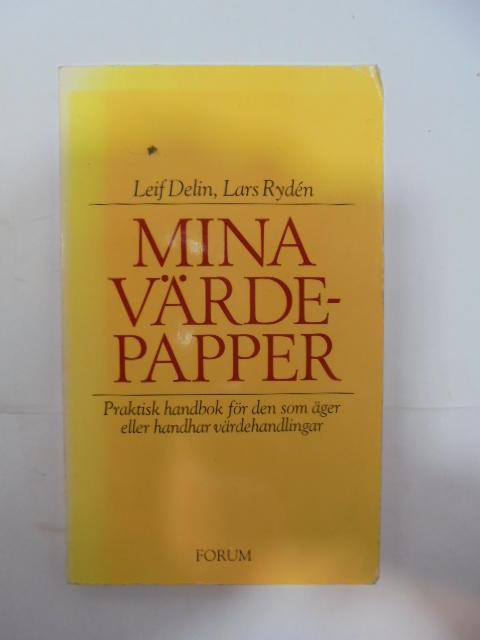 Leif Delin, Lars Rydén
MINA
VÄRDE-
PAPPER
Praktisk handbok för den som äger
eller handhar värdehandlingar
FORUM